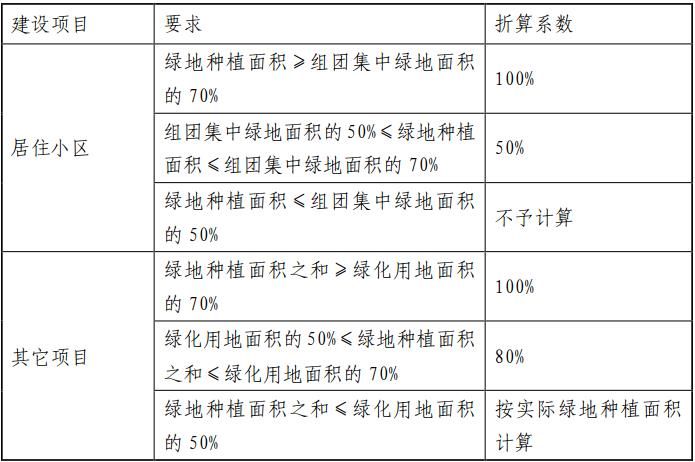 建设项目
要求
折算系数
居住小区
绿地种植面积⩾组团集中绿地面积
的 70%
100%
组团集中绿地面积的 50%⩽绿地种植
面积⩽组团集中绿地面积的 70%
50%
绿地种植面积⩽组团集中绿地面积
的 50%
不予计算
其它项目
绿地种植面积之和⩾绿化用地面积
的 70%
100%
绿化用地面积的 50%⩽绿地种植面积
之和⩽绿化用地面积的 70%
80%
绿地种植面积之和⩽绿化用地面积
的 50%
按实际绿地种植面积
计算